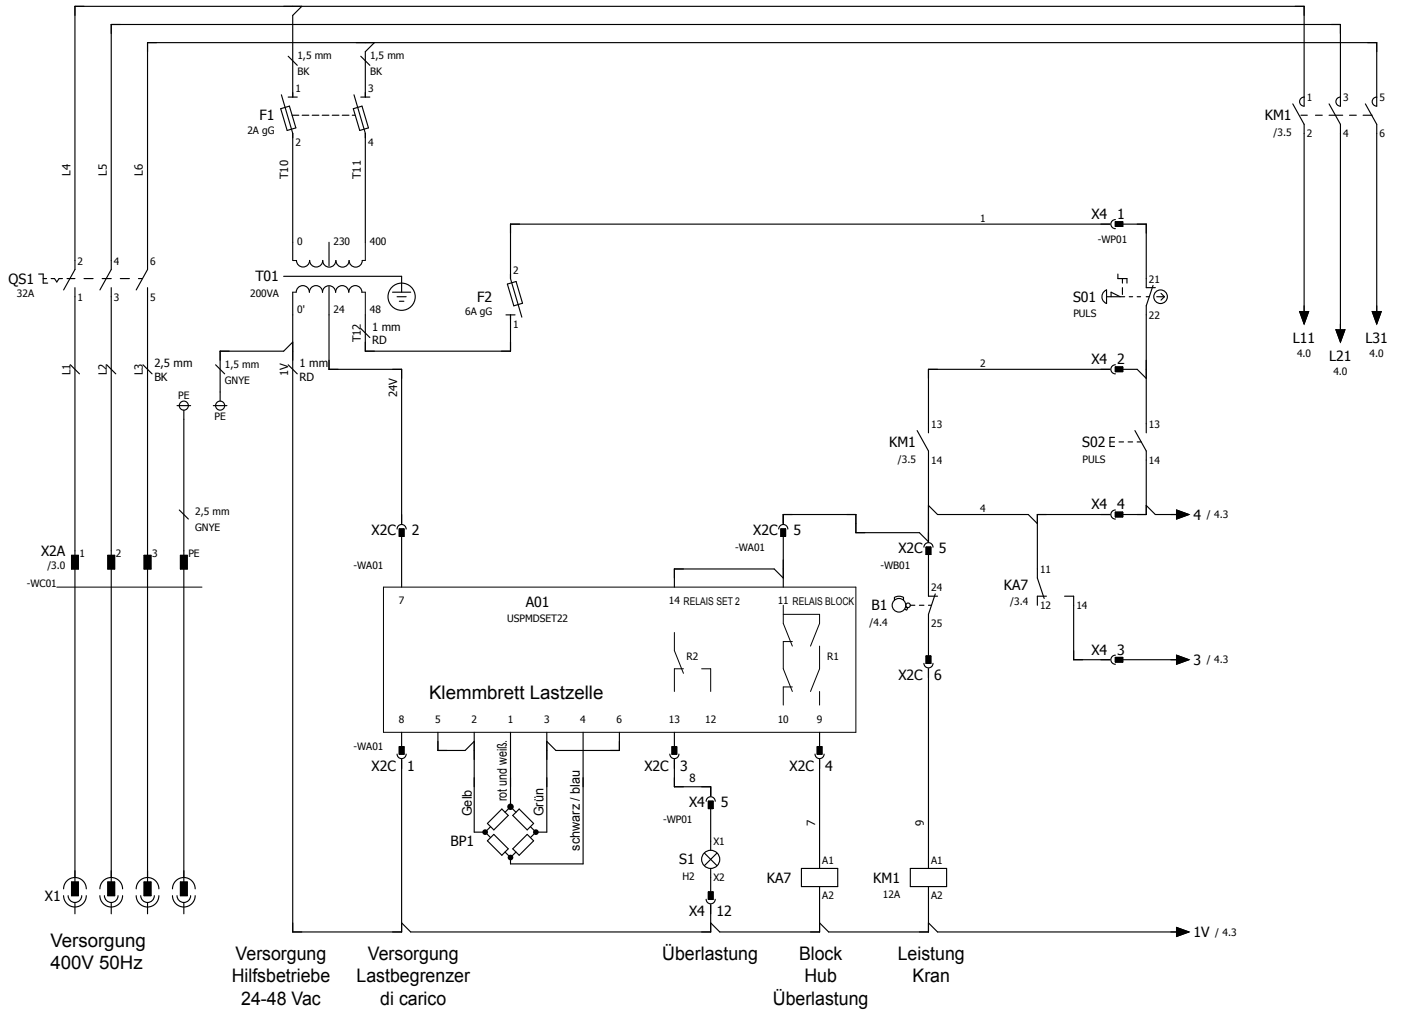 1,5 mm
BK
1,5 mm
BK
1
3
F1
2A gG
2
4
KM1
/3.5
1
3
5
2
4
6
L4
L5
L6
T10
T11
X4 1
-WP01
1
0
230
400
2
4
6
QS1
32A
1
3
5
T01
200VA
0'
24
48
T12
1 mm
RD
2
F2
6A gG
1
21
S01
PULS
22
L11
4.0
L21
4.0
L31
4.0
L1
L2
L3
2,5 mm
BK
1,5 mm
GNYE
1V
1 mm
RD
24V
PE
PE
2
X4 2
KM1
/3.5
13
14
S02 E
PULS
13
14
2,5 mm
GNYE
4
X4 4
4 / 4.3
X2C 2
-WA01
X2C 5
-WA01
X2C 5
-WB01
X2A
/3.0
1
2
3
PE
-WC01
24
B1
/4.4
25
KA7
/3.4
11
12
14
7
A01
USPMDSET22
14 RELAIS SET 2
11 RELAIS BLOCK
R2
R1
X4 3
3 / 4.3
X2C 6
Klemmbrett Lastzelle
8
5
2
1
3
4
6
13
12
10
9
-WA01
X2C 1
X2C 3
X2C 4
8
Gelb
rot und weiß.
Grün
schwarz / blau
BP1
X4 5
-WP01
7
9
X1
S1
H2
X2
X4 12
KA7
A1
A2
KM1
12A
A1
A2
X1
1V / 4.3
Versorgung
400V 50Hz
Versorgung
Hilfsbetriebe
24-48 Vac
Versorgung
Lastbegrenzer
di carico
Überlastung
Block
Hub
Überlastung
Leistung
Kran